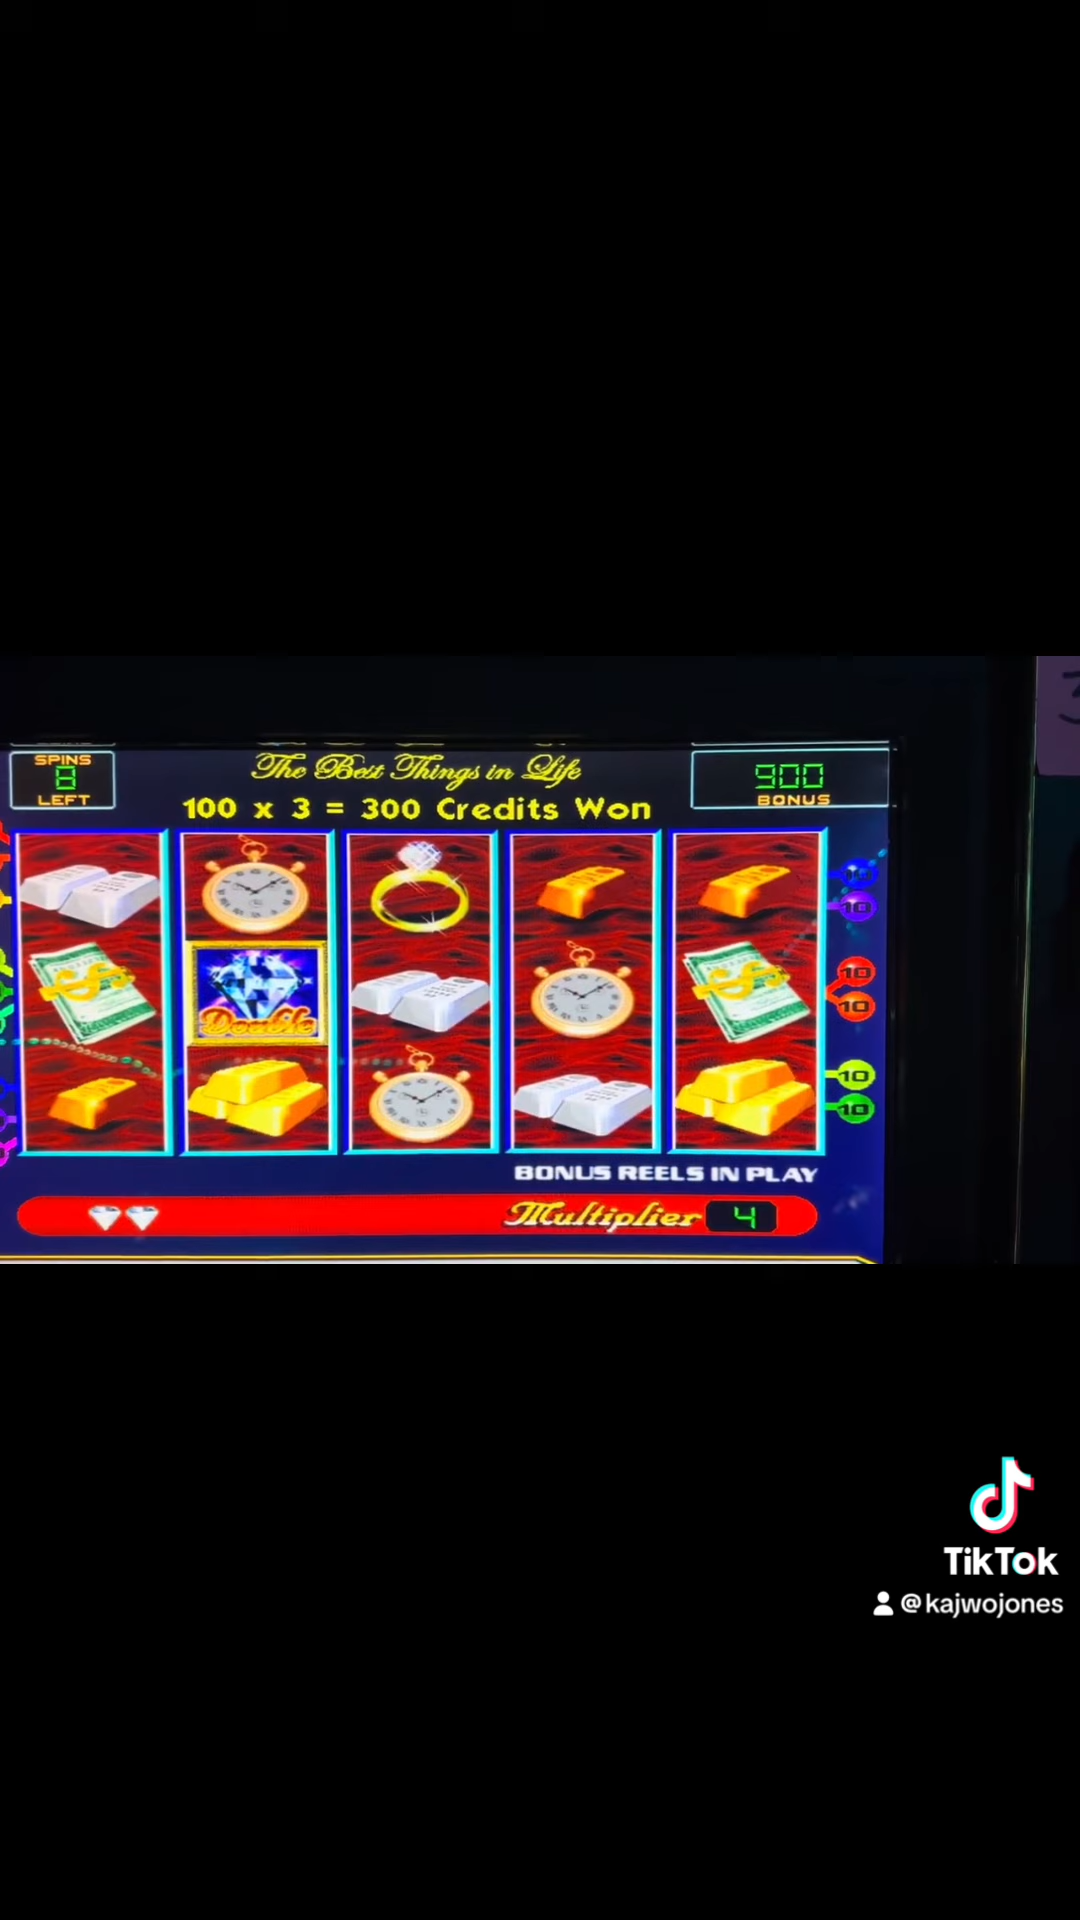 SPINS
8
LEFT
The Best Things in Life
100 x 3 = 300 Credits Won
900
BONUS
Double
10
10
10
10
10
BONUS REELS IN PLAY
Multiplier 4
TikTok
@kajwojones